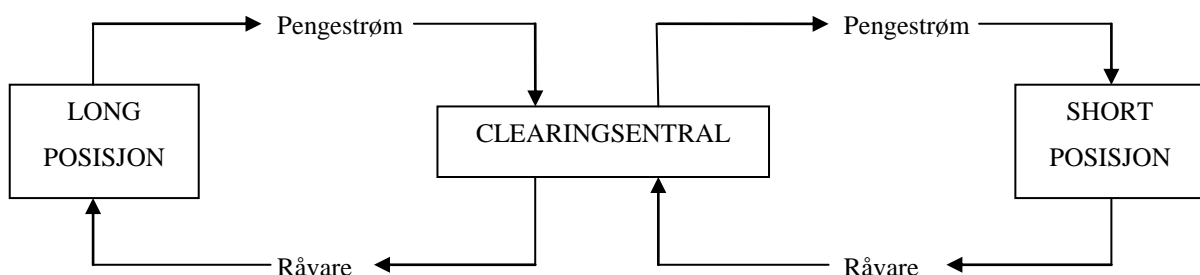 Pengestrøm
Pengestrøm
LONG
POSISJON
CLEARINGSENTRAL
SHORT
POSISJON
Råvare
Råvare